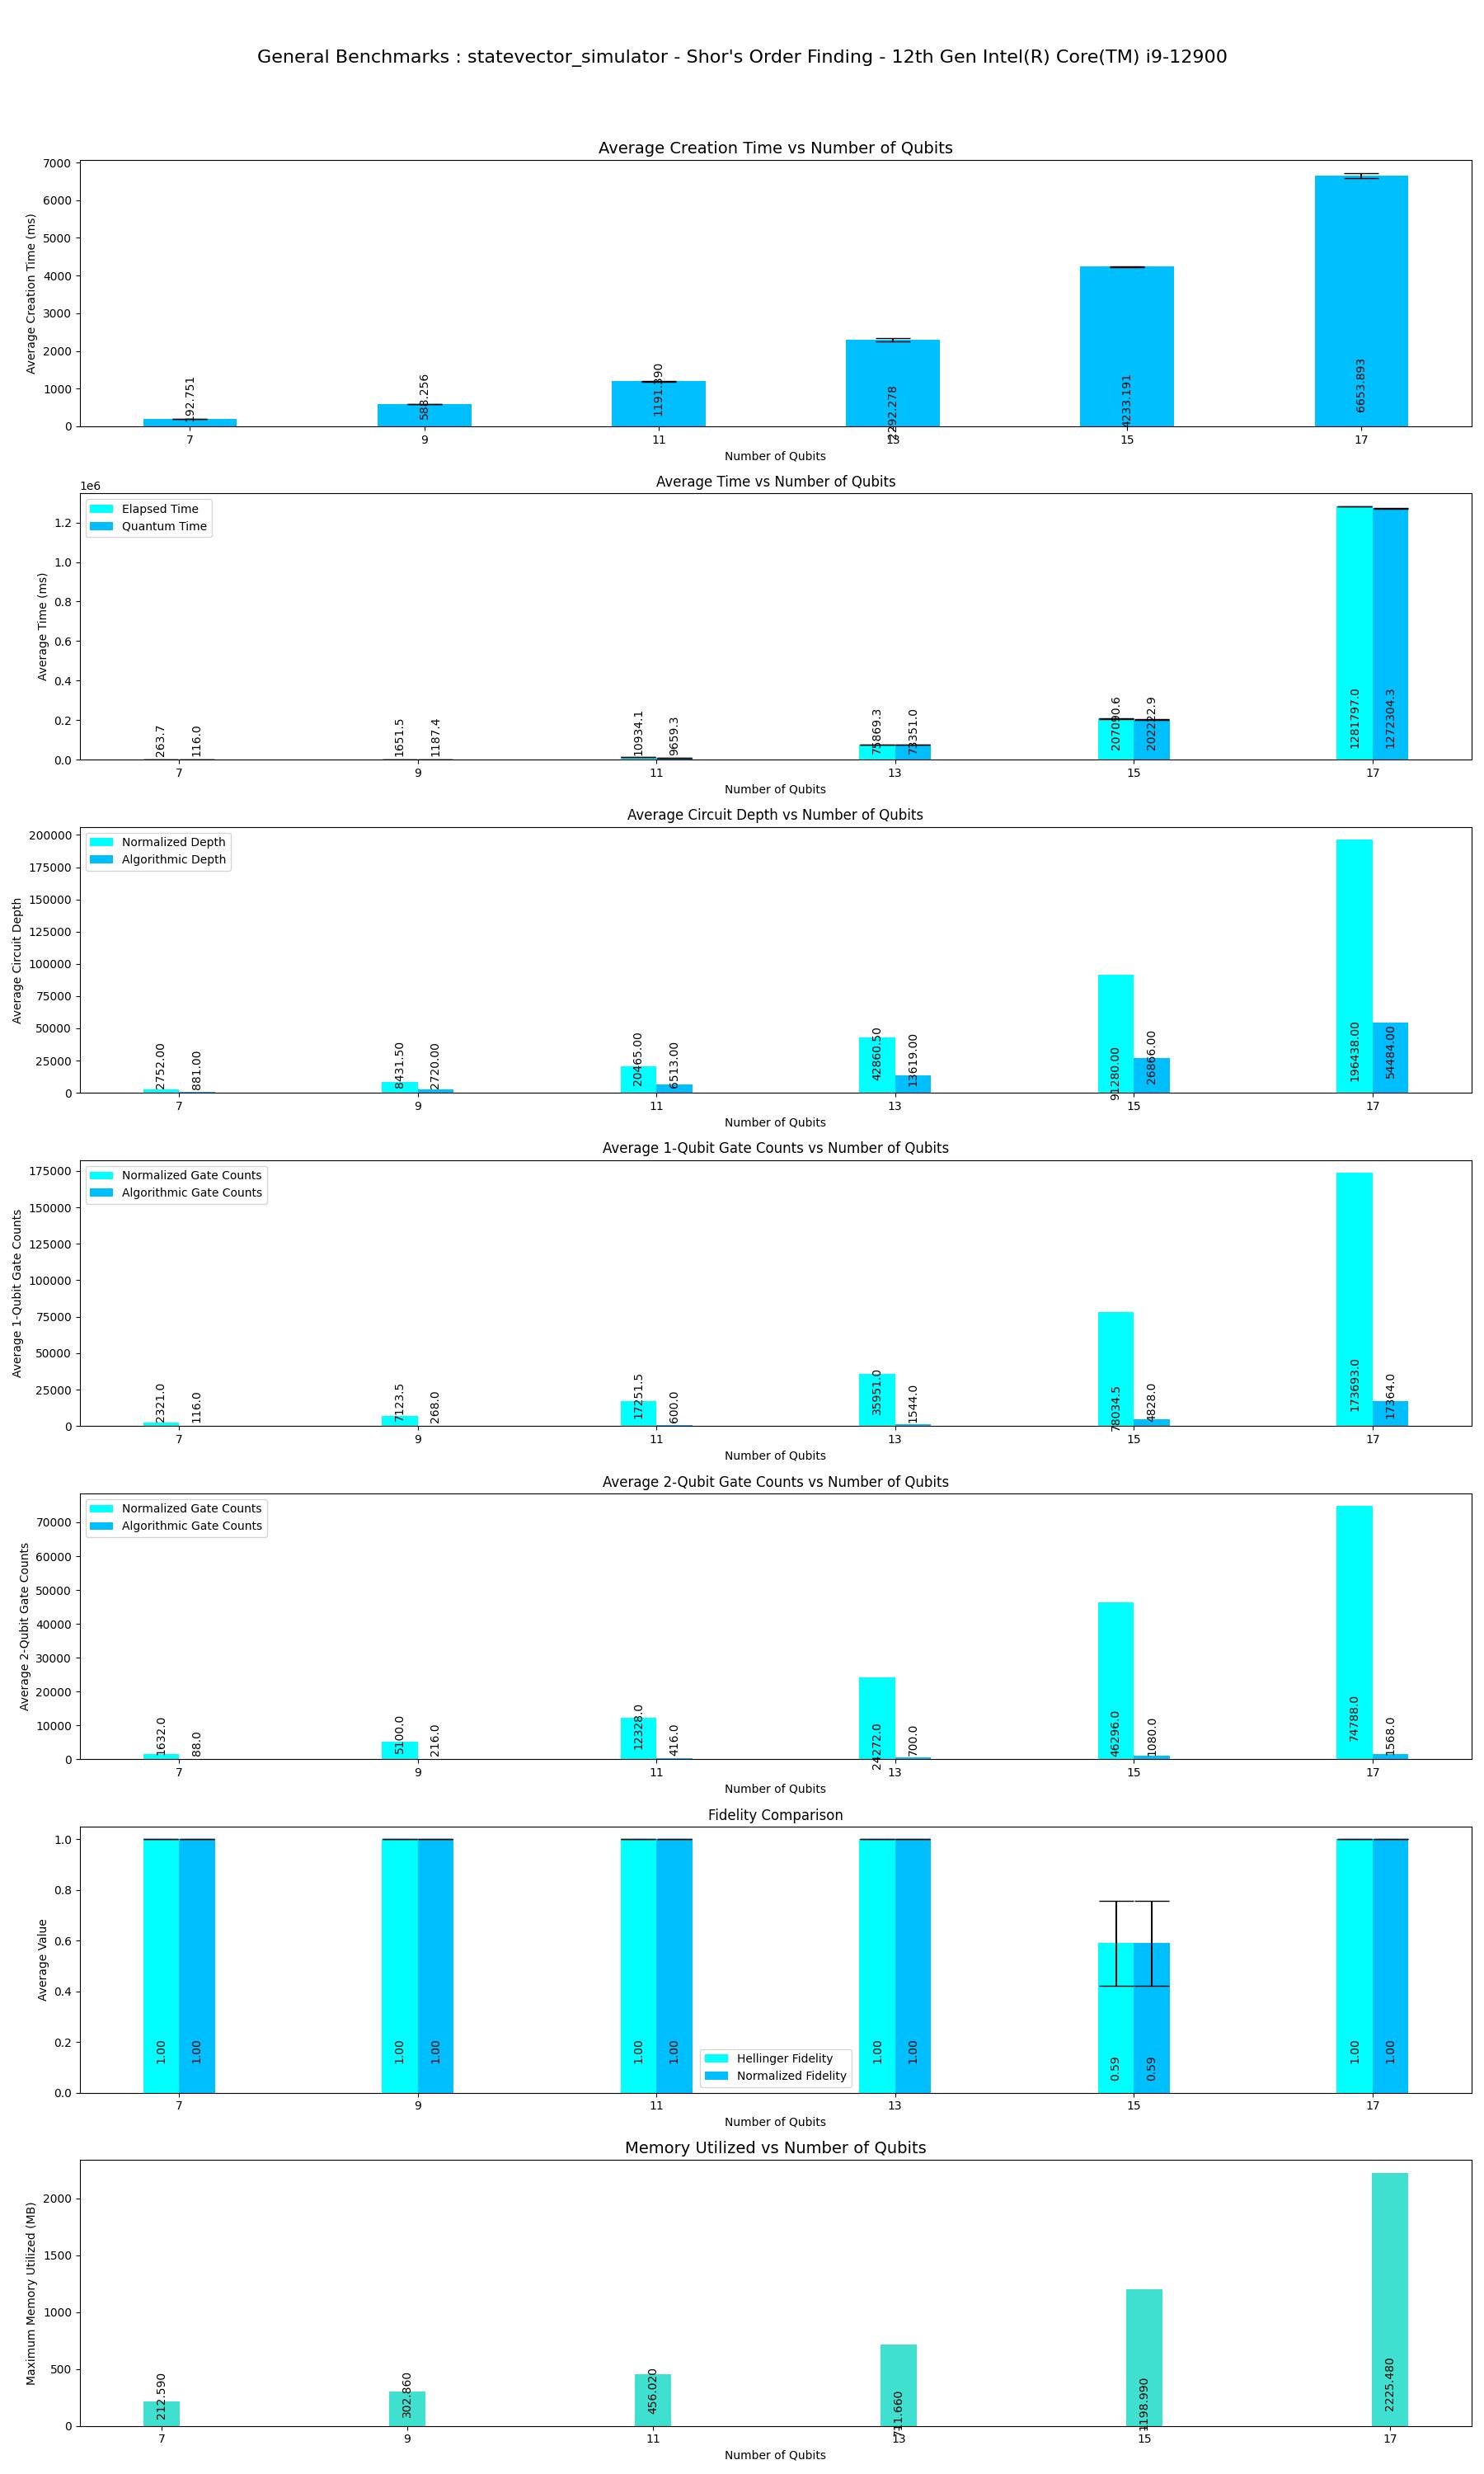 General Benchmarks : statevector_simulator - Shor's Order Finding - 12th Gen Intel(R) Core(TM) i9-12900
Average Creation Time vs Number of Qubits
Average Creation Time (ms)
7000
6000
5000
4000
3000
2000
1000
0
192.751
588.256
1191.390
2292.278
4233.191
6653.893
7 9 11 13 15 17
Number of Qubits
Average Time vs Number of Qubits
1e6
Elapsed Time
Quantum Time
Average Time (ms)
1.2
1.0
0.8
0.6
0.4
0.2
0.0
263.7 116.0
1651.5 1187.4
10934.1 9659.3
75869.3 73351.0
207090.6 202222.9
1281797.0 1272304.3
7 9 11 13 15 17
Number of Qubits
Average Circuit Depth vs Number of Qubits
Normalized Depth
Algorithmic Depth
Average Circuit Depth
200000
175000
150000
125000
100000
75000
50000
25000
0
2752.00 881.00
8431.50 2720.00
20465.00 6513.00
42860.50 13619.00
91280.00 26866.00
196438.00 54484.00
7 9 11 13 15 17
Number of Qubits
Average 1-Qubit Gate Counts vs Number of Qubits
Normalized Gate Counts
Algorithmic Gate Counts
Average 1-Qubit Gate Counts
175000
150000
125000
100000
75000
50000
25000
0
2321.0 116.0
7123.5 268.0
17251.5 600.0
35951.0 1544.0
78034.5 4828.0
173693.0 17364.0
7 9 11 13 15 17
Number of Qubits
Average 2-Qubit Gate Counts vs Number of Qubits
Normalized Gate Counts
Algorithmic Gate Counts
Average 2-Qubit Gate Counts
70000
60000
50000
40000
30000
20000
10000
0
1632.0 88.0
5100.0 216.0
12328.0 416.0
24272.0 700.0
46296.0 1080.0
74788.0 1568.0
7 9 11 13 15 17
Number of Qubits
Fidelity Comparison
Average Value
1.0
0.8
0.6
0.4
0.2
0.0
1.00 1.00
1.00 1.00
1.00 1.00
1.00 1.00
0.59 0.59
1.00 1.00
Hellinger Fidelity
Normalized Fidelity
7 9 11 13 15 17
Number of Qubits
Memory Utilized vs Number of Qubits
Maximum Memory Utilized (MB)
2000
1500
1000
500
0
212.590
302.860
456.020
711.660
1198.990
2225.480
7 9 11 13 15 17
Number of Qubits